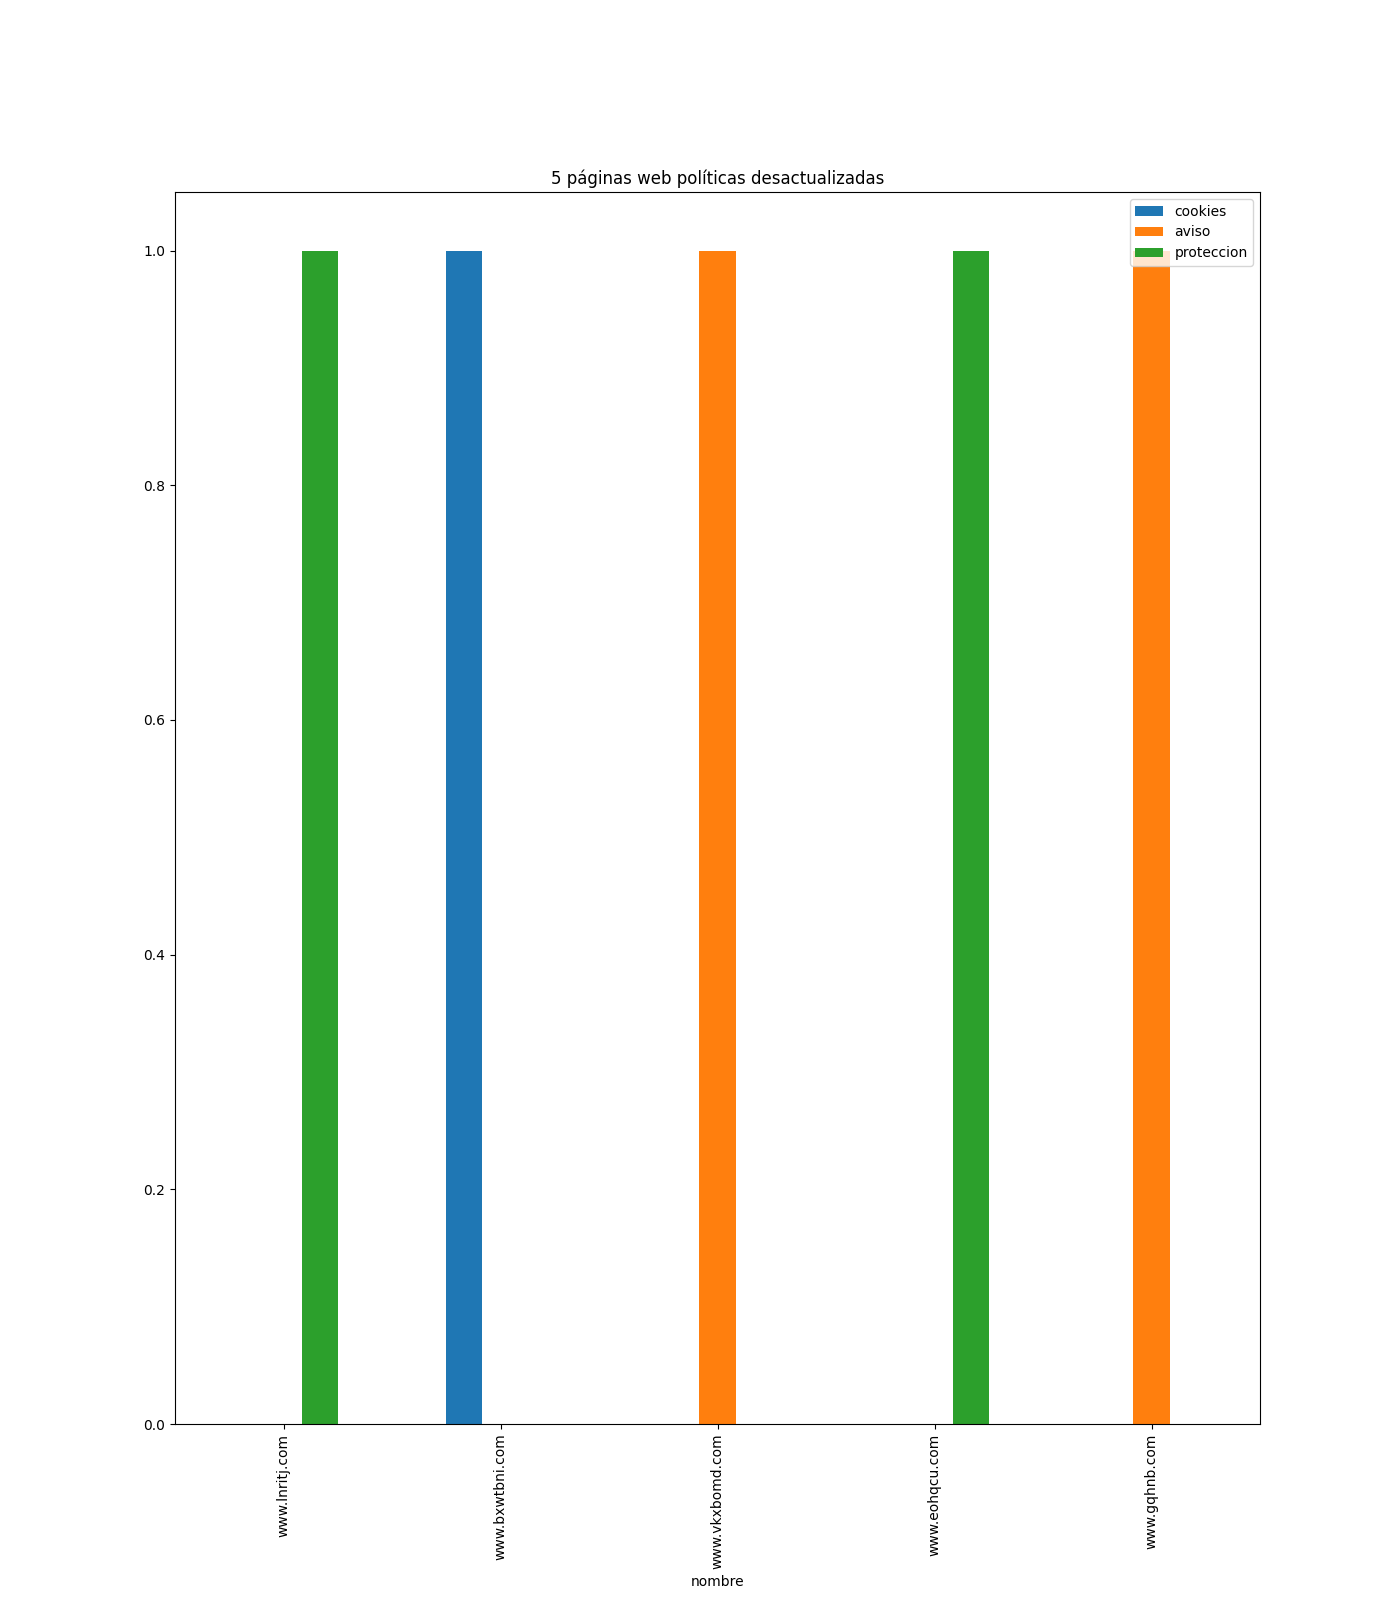 5 páginas web políticas desactualizadas
cookies
aviso
proteccion
1.0
0.8
0.6
0.4
0.2
0.0
www.lnritj.com
www.bxwtbni.com
www.vkxbomd.com
www.eohqcu.com
www.gqhnb.com
nombre